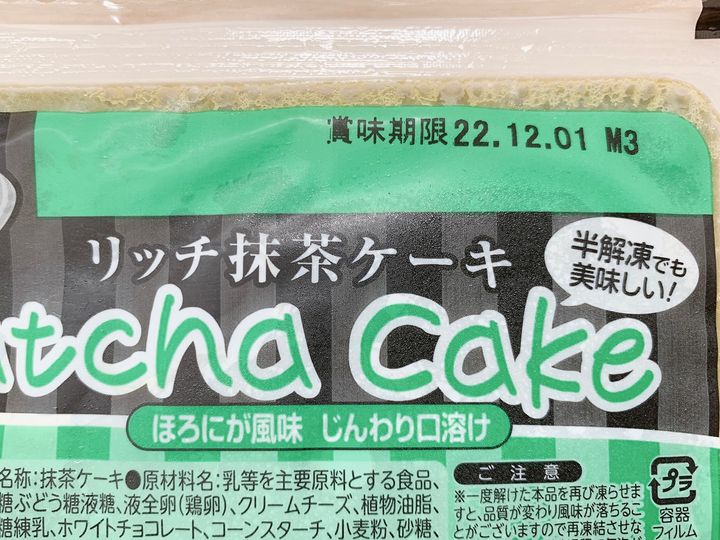 賞味期限 22.12.01 M3
リッチ抹茶ケーキ
半解凍でも
美味しい!
atcha Cake
ほろにが風味 じんわり口溶け
名称:抹茶ケーキ●原材料名:乳等を主要原料とする食品、
糖ぶどう糖液糖、液全卵(鶏卵)、クリームチーズ、植物油脂、
糖練乳、ホワイトチョコレート、コーンスターチ、小麦粉、砂糖、
ご注意
※一度解けた本品を再び凍らせま
すと、品質が変わり風味が落ちるこ
とがございますので再凍結させな
プラ
容器
フィルム